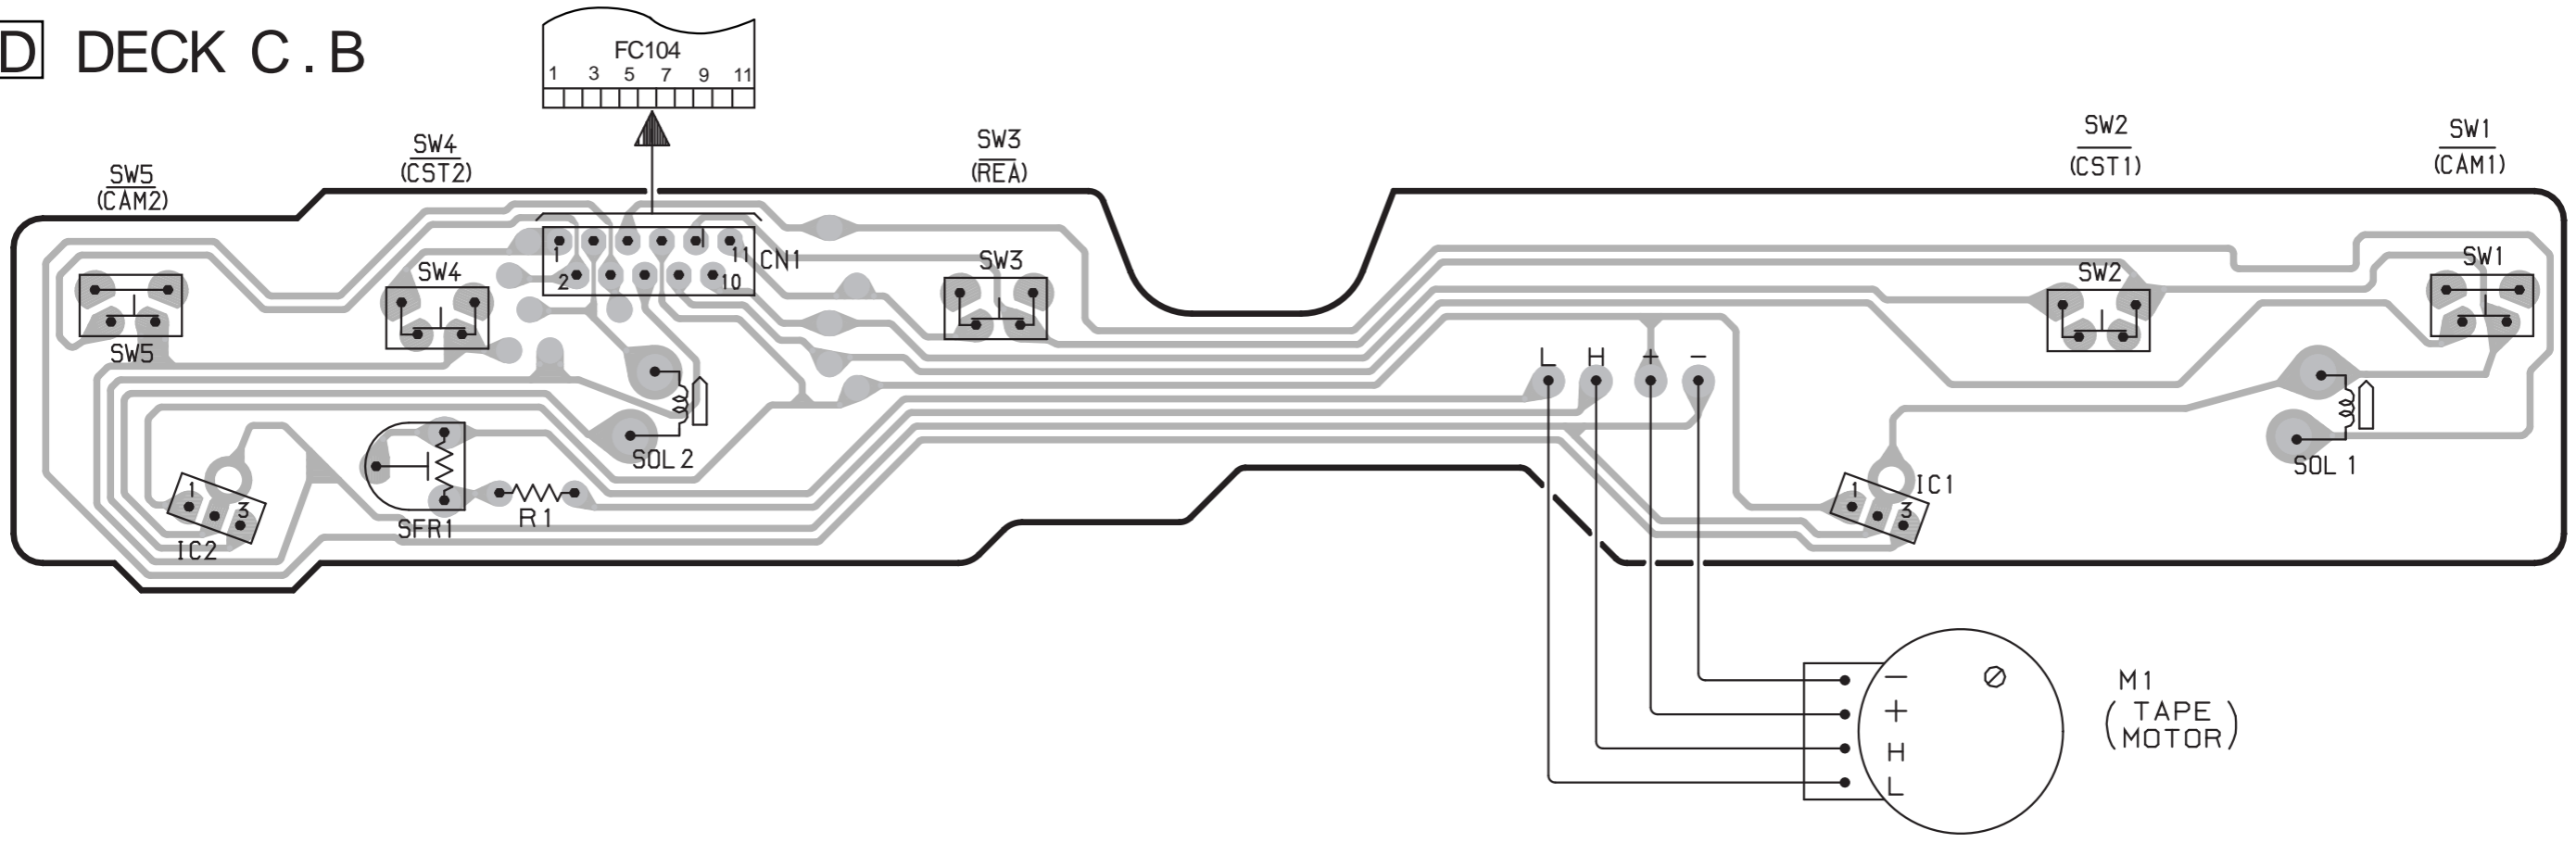 D DECK C.B
FC104
1 3 5 7 9 11
SW5
(CAM2)
SW4
(CST2)
SW3
(REA)
SW2
(CST1)
SW1
(CAM1)
1 11 CN1
2 10
SW5
SW4
SW3
SW2
SW1
L H + −
SOL 2
SOL 1
1 3
IC2
SFR1
R1
1 3
IC1
−
+
H
L
M1
( TAPE
MOTOR )